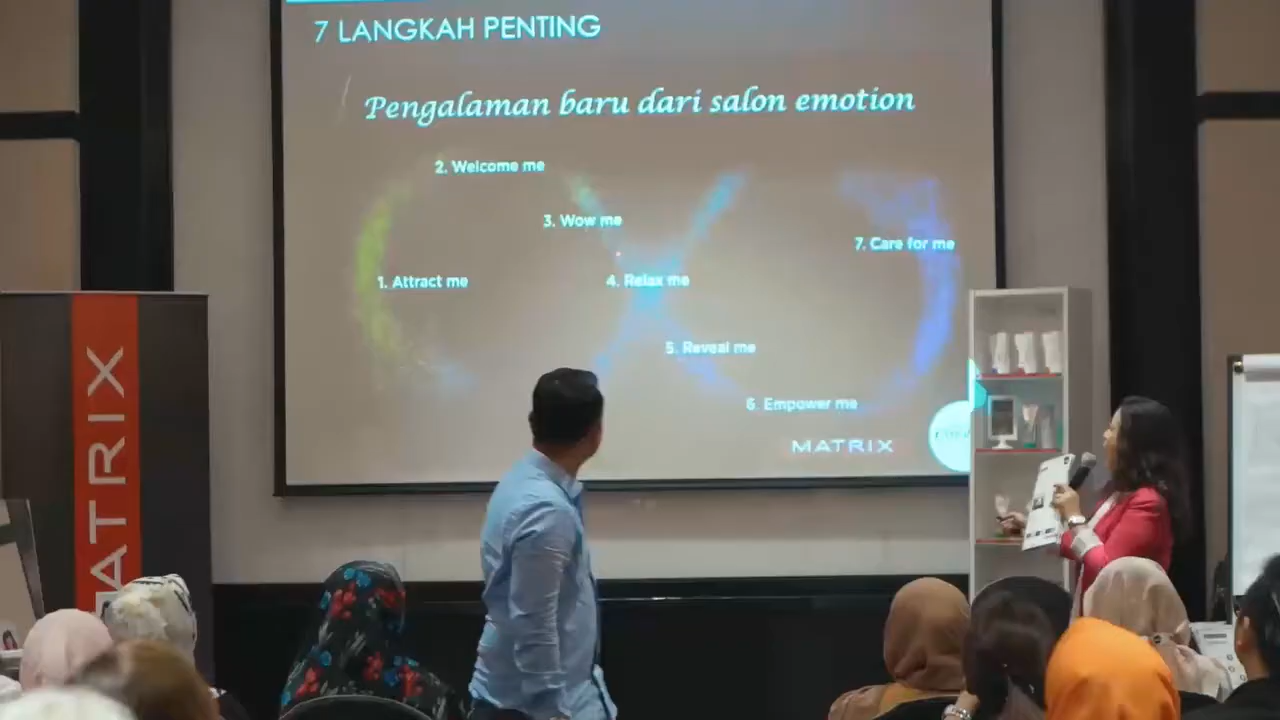 7 LANGKAH PENTING
Pengalaman baru dari salon emotion
2. Welcome me
3. Wow me
7. Care for me
1. Attract me
4. Relax me
5. Reveal me
6. Empower me
MATRIX
MATRIX